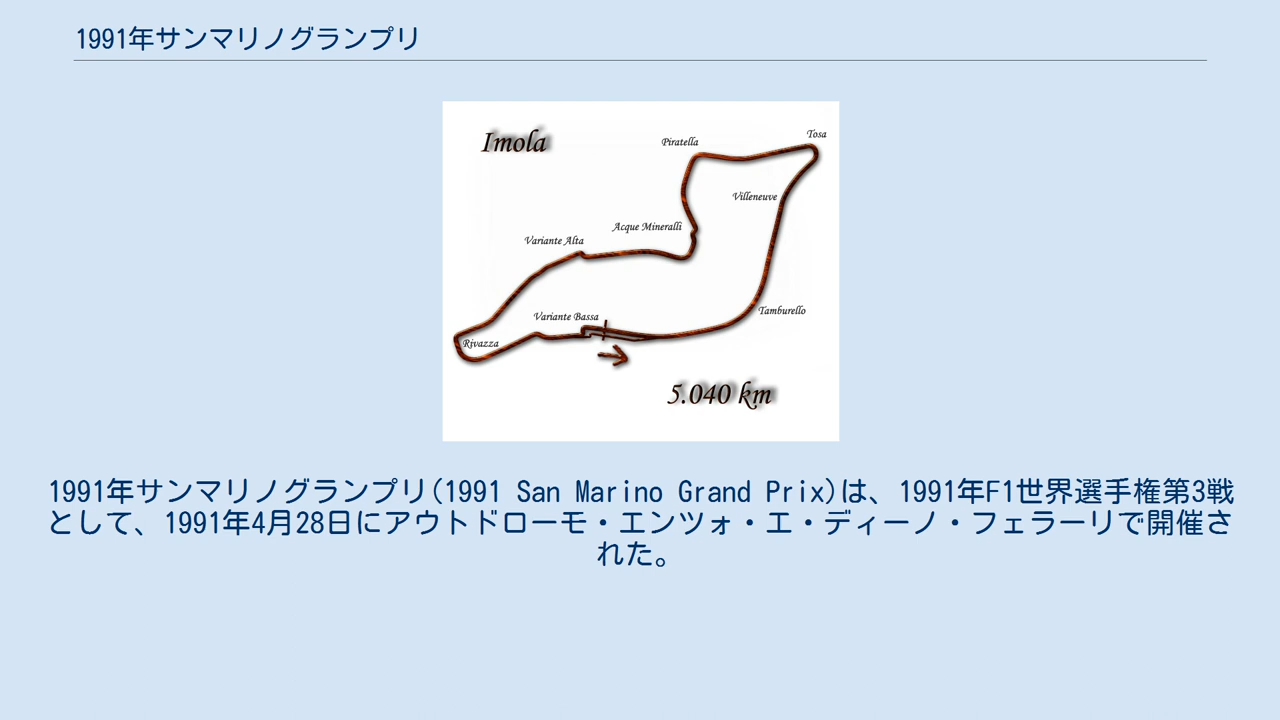 1991年サンマリノグランプリ
Imola
Tosa
Piratella
Villeneuve
Acque Mineralli
Variante Alta
Tamburello
Variante Bassa
Rivazza
5.040 km
1991年サンマリノグランプリ(1991 San Marino Grand Prix)は、1991年F1世界選手権第3戦
として、1991年4月28日にアウトドローモ・エンツォ・エ・ディーノ・フェラーリで開催さ
れた。